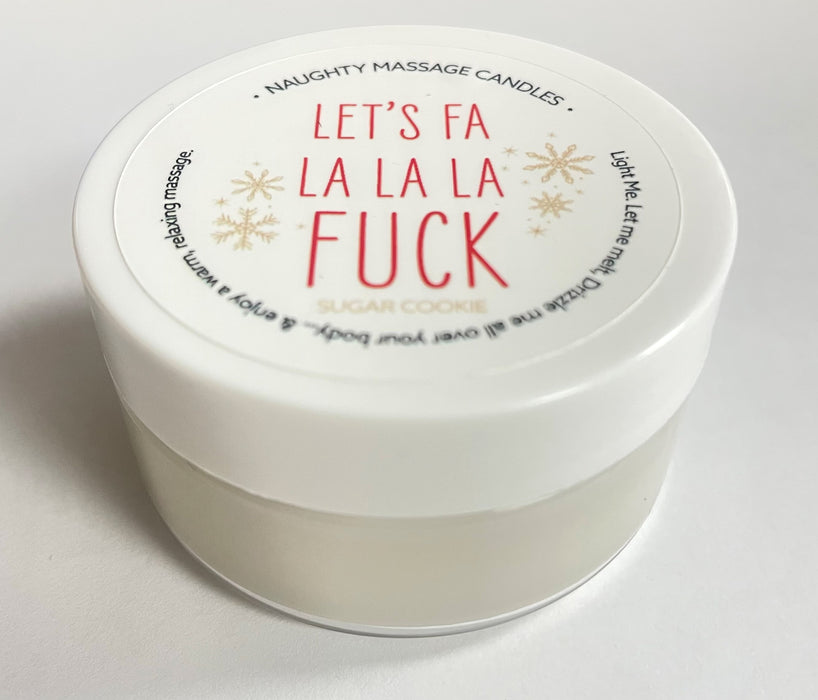 • NAUGHTY MASSAGE CANDLES •
LET'S FA
LA LA LA
FUCK
SUGAR COOKIE
Light Me. Let me melt, Drizzle me all over your body... & enjoy a warm, relaxing massage.